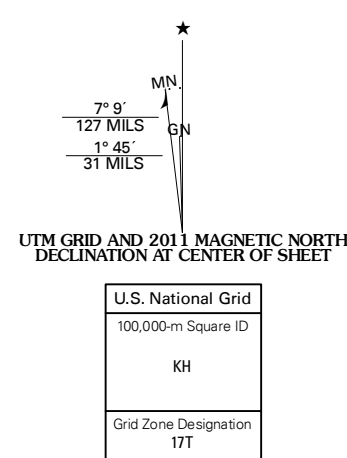 ★
M.N.
7° 9´
127 MILS
GN
1° 45´
31 MILS
UTM GRID AND 2011 MAGNETIC NORTH
DECLINATION AT CENTER OF SHEET
U.S. National Grid
100,000-m Square ID
KH
Grid Zone Designation
17T